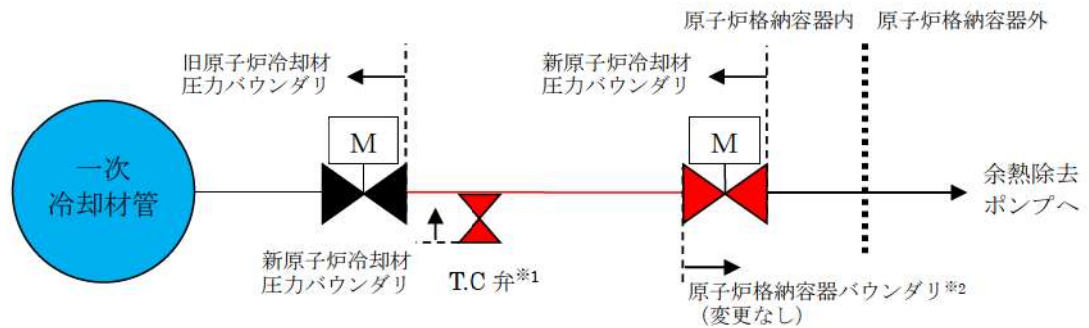 原子炉格納容器内
原子炉格納容器外
旧原子炉冷却材
圧力バウンダリ
新原子炉冷却材
圧力バウンダリ
M
M
一次
冷却材管
余熱除去
ポンプへ
新原子炉冷却材
圧力バウンダリ
T.C 弁※1
原子炉格納容器バウンダリ※2
(変更なし)